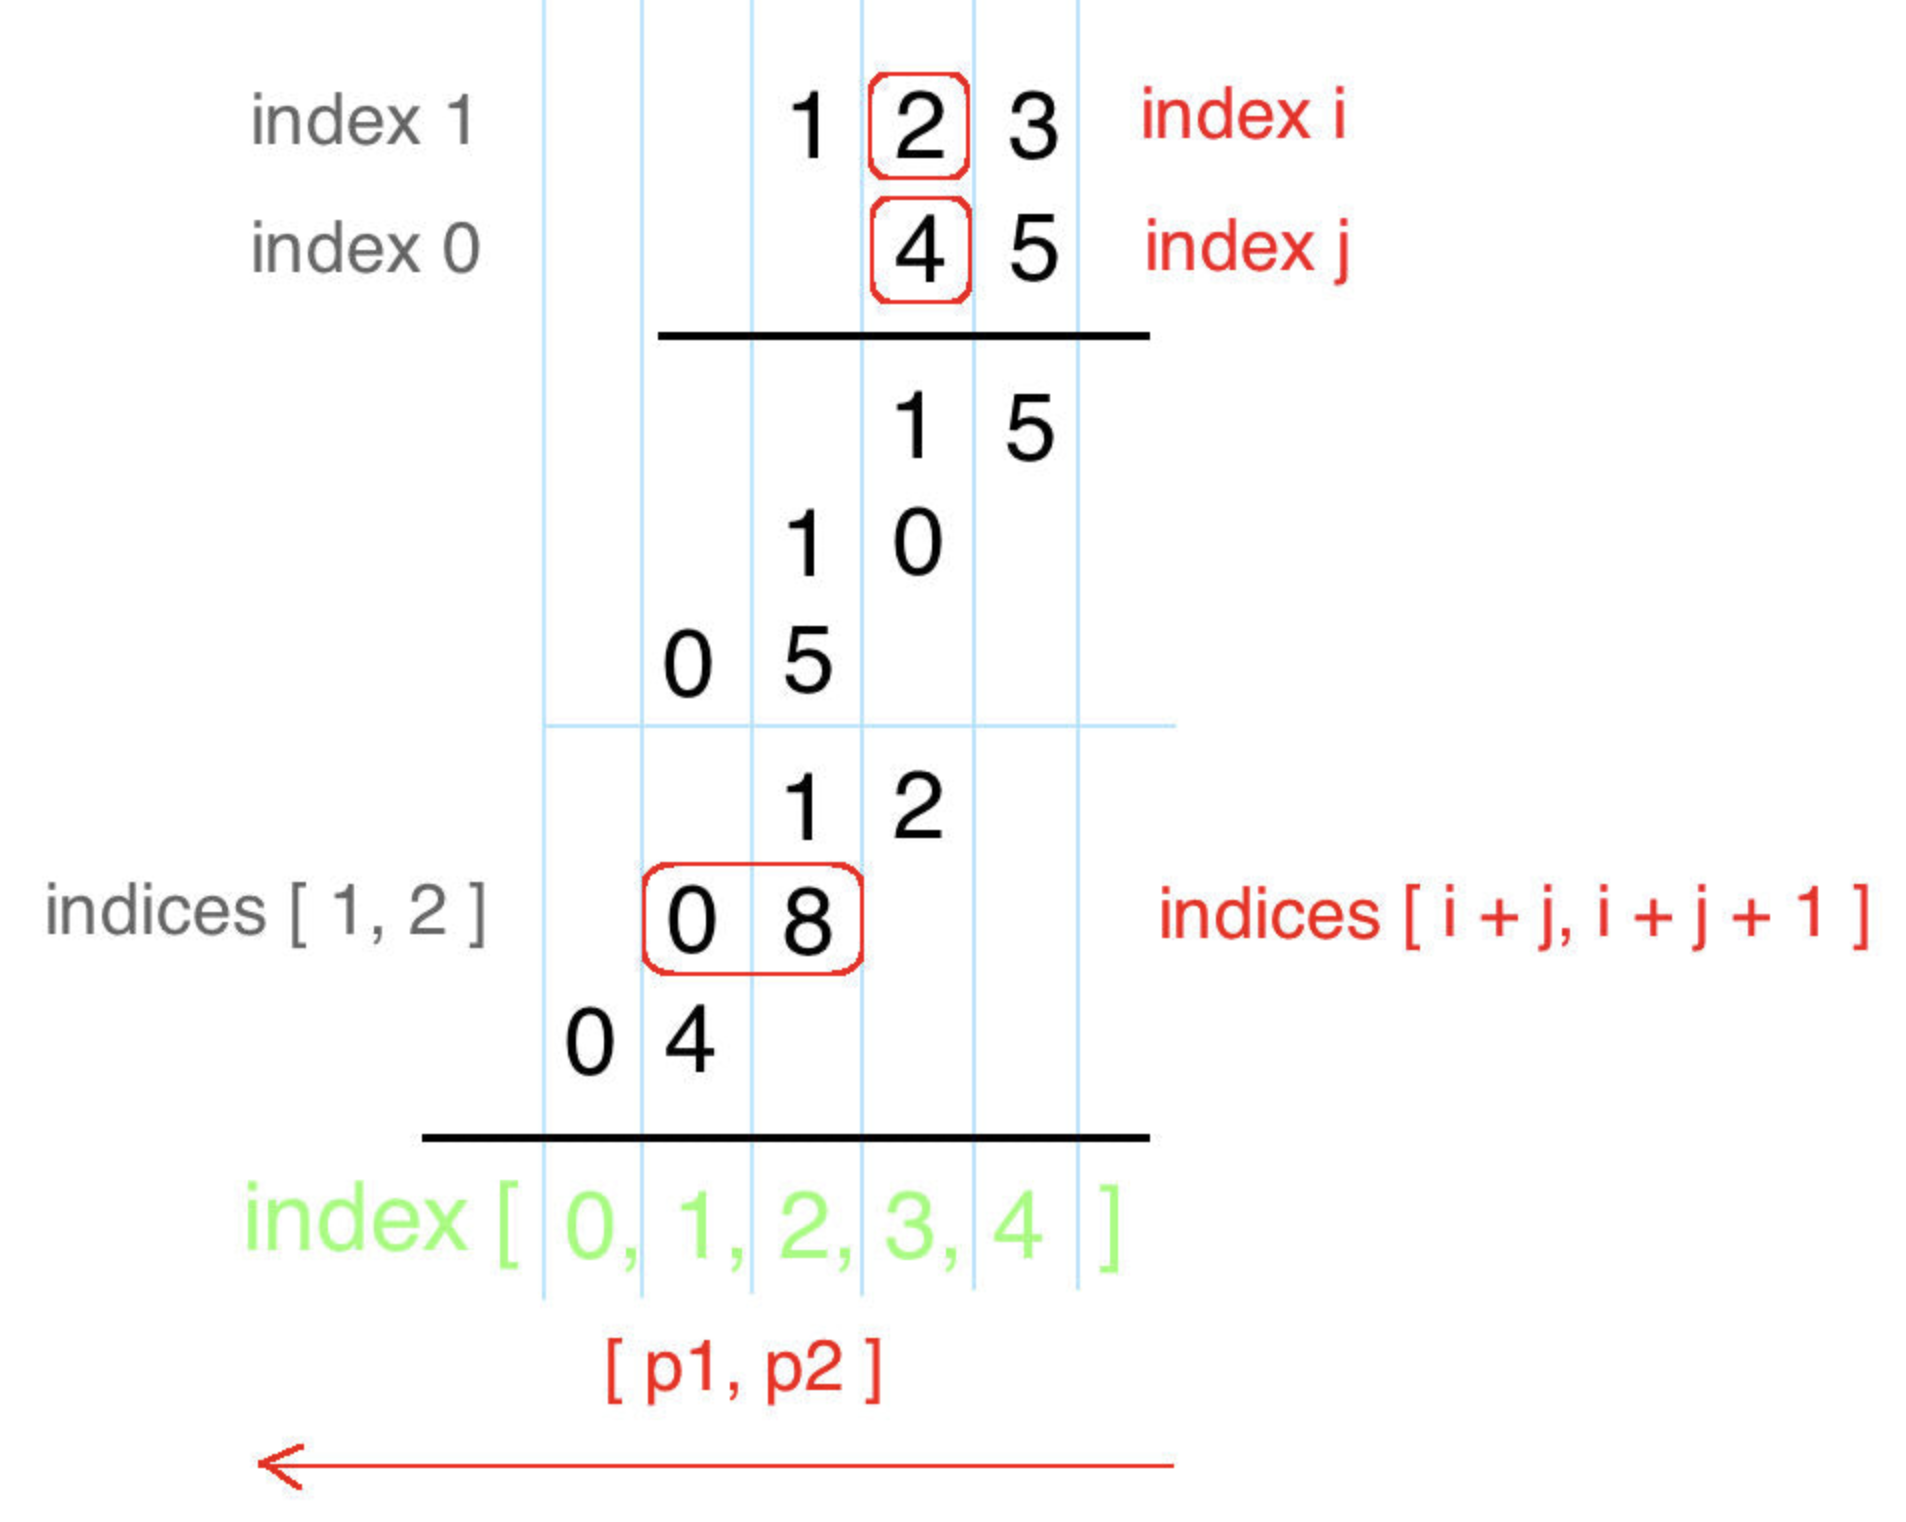 index 1 1 2 3 index i
index 0 4 5 index j
1 5
1 0
0 5
1 2
indices [ 1, 2 ] 0 8 indices [ i + j, i + j + 1 ]
0 4
index [ 0, 1, 2, 3, 4 ]
[ p1, p2 ]